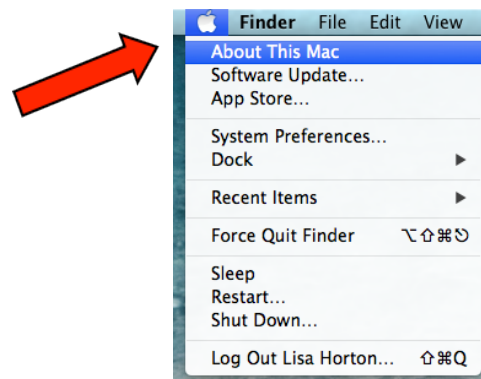 Finder File Edit View
About This Mac
Software Update...
App Store...
System Preferences...
Dock ▶
Recent Items ▶
Force Quit Finder ⌥⇧⌘⎋
Sleep
Restart...
Shut Down...
Log Out Lisa Horton... ⇧⌘Q